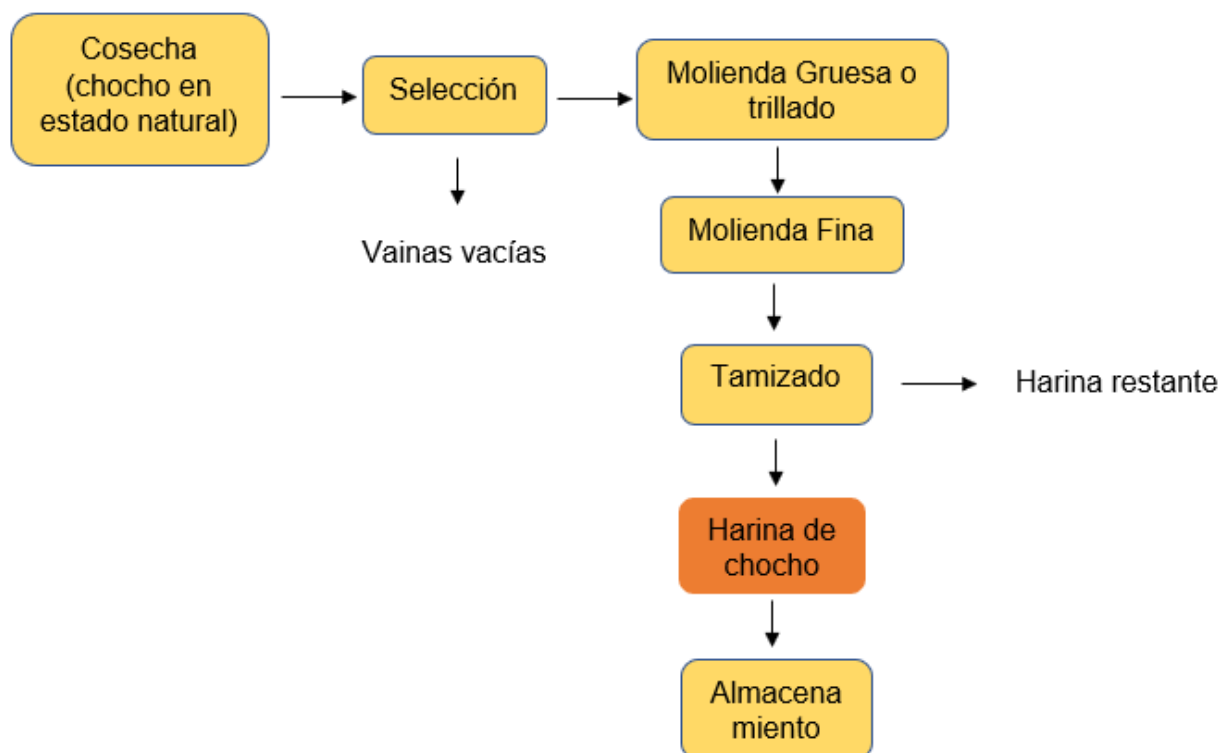 Cosecha
(chocho en
estado natural)
Selección
Molienda Gruesa o
trillado
Vainas vacías
Molienda Fina
Tamizado
Harina restante
Harina de
chocho
Almacena
miento